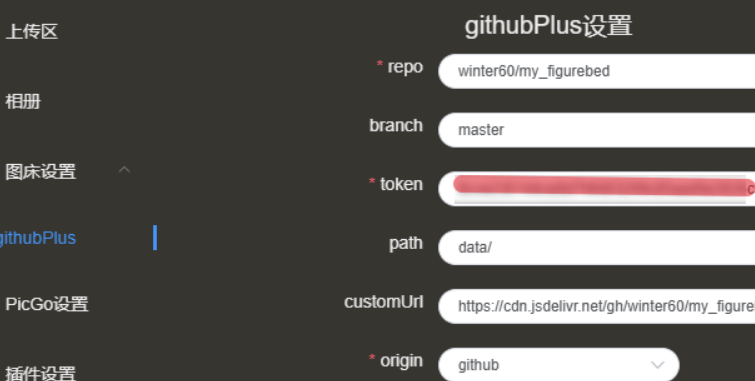 githubPlus设置
上传区
* repo winter60/my_figurebed
相册
branch master
图床设置
* token
githubPlus
path data/
PicGo设置
customUrl https://cdn.jsdelivr.net/gh/winter60/my_figure
* origin github
插件设置